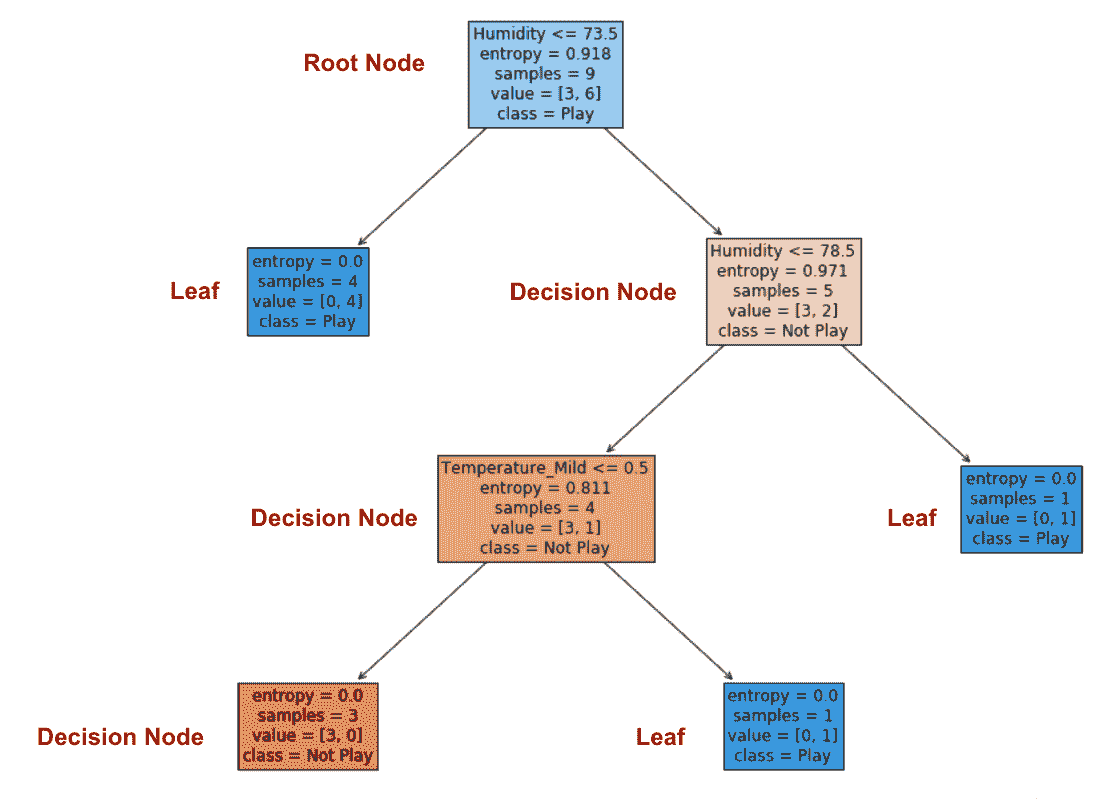 Root Node
Humidity <= 73.5
entropy = 0.918
samples = 9
value = [3, 6]
class = Play
Leaf
entropy = 0.0
samples = 4
value = [0, 4]
class = Play
Decision Node
Humidity <= 78.5
entropy = 0.971
samples = 5
value = [3, 2]
class = Not Play
Decision Node
Temperature_Mild <= 0.5
entropy = 0.811
samples = 4
value = [3, 1]
class = Not Play
Leaf
entropy = 0.0
samples = 1
value = [0, 1]
class = Play
Decision Node
entropy = 0.0
samples = 3
value = [3, 0]
class = Not Play
Leaf
entropy = 0.0
samples = 1
value = [0, 1]
class = Play